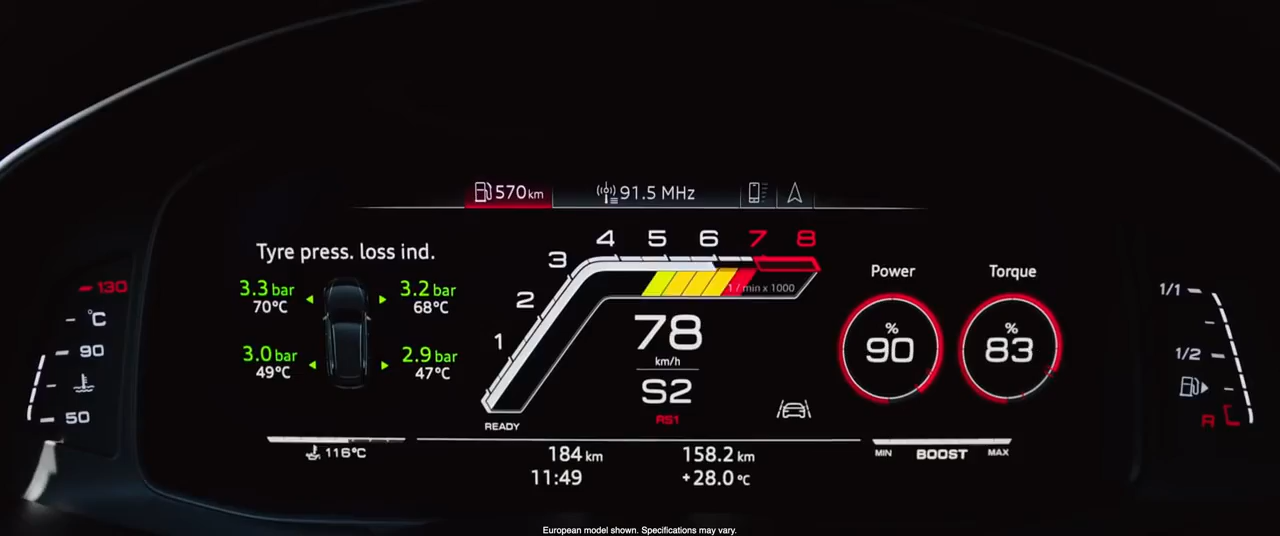 570 km
91.5 MHz
4 5 6 7 8
3
2
1
1 / min x 1000
READY
Tyre press. loss ind.
3.3 bar 3.2 bar
70°C 68°C
3.0 bar 2.9 bar
49°C 47°C
130
°C
90
50
78
km/h
S2
RS1
Power Torque
% %
90 83
1/1
1/2
R
116°C
184 km 158.2 km
11:49 +28.0 °C
MIN BOOST MAX
European model shown. Specifications may vary.